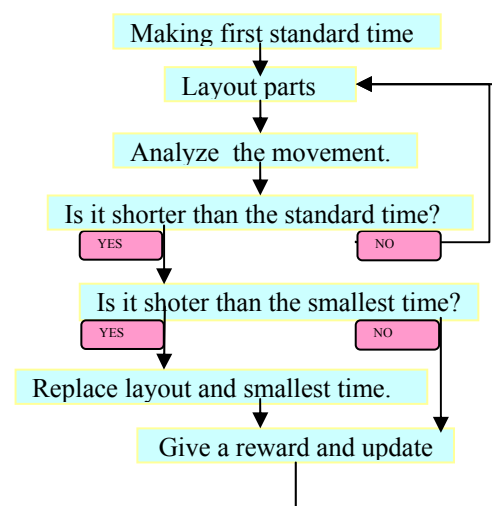 Making first standard time
Layout parts
Analyze the movement.
Is it shorter than the standard time?
YES NO
Is it shoter than the smallest time?
YES NO
Replace layout and smallest time.
Give a reward and update